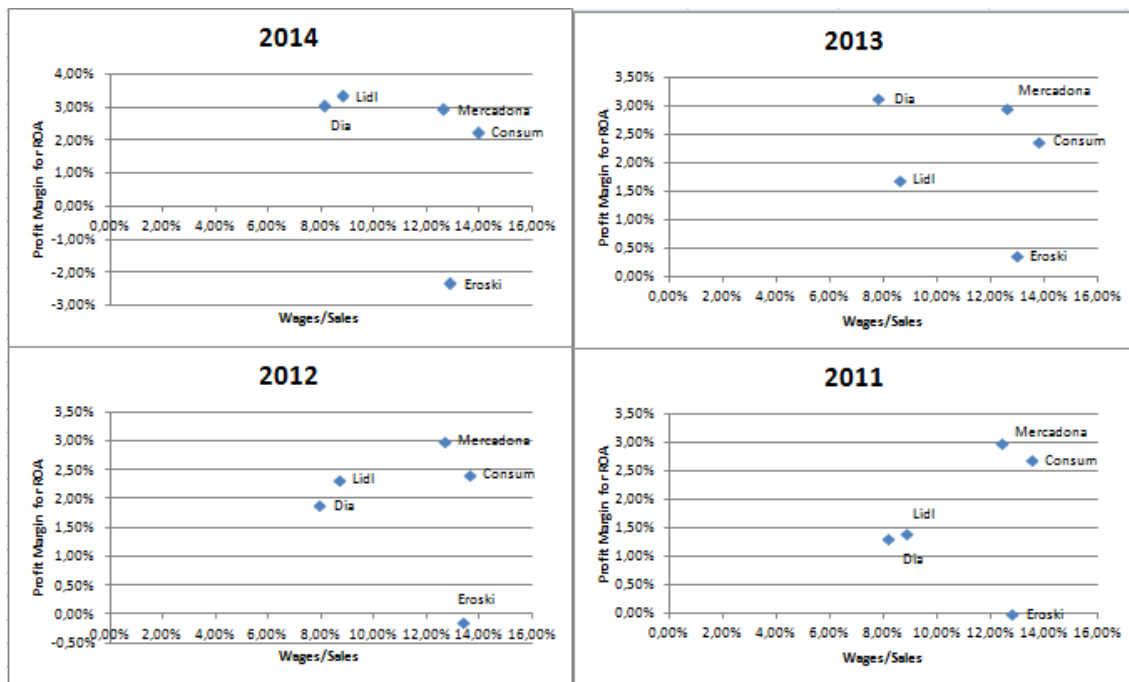 2014
4,00%
3,00%
2,00%
1,00%
0,00%
-1,00%
-2,00%
-3,00%
Profit Margin for ROA
Lidl
Dia
Mercadona
Consum
Eroski
0,00% 2,00% 4,00% 6,00% 8,00% 10,00% 12,00% 14,00% 16,00%
Wages/Sales
2013
3,50%
3,00%
2,50%
2,00%
1,50%
1,00%
0,50%
0,00%
Profit Margin for ROA
Mercadona
Dia
Consum
Lidl
Eroski
0,00% 2,00% 4,00% 6,00% 8,00% 10,00% 12,00% 14,00% 16,00%
Wages/Sales
2012
3,50%
3,00%
2,50%
2,00%
1,50%
1,00%
0,50%
0,00%
-0,50%
Profit Margin for ROA
Mercadona
Consum
Lidl
Dia
Eroski
0,00% 2,00% 4,00% 6,00% 8,00% 10,00% 12,00% 14,00% 16,00%
Wages/Sales
2011
3,50%
3,00%
2,50%
2,00%
1,50%
1,00%
0,50%
0,00%
Profit Margin for ROA
Mercadona
Consum
Lidl
Dia
Eroski
0,00% 2,00% 4,00% 6,00% 8,00% 10,00% 12,00% 14,00% 16,00%
Wages/Sales